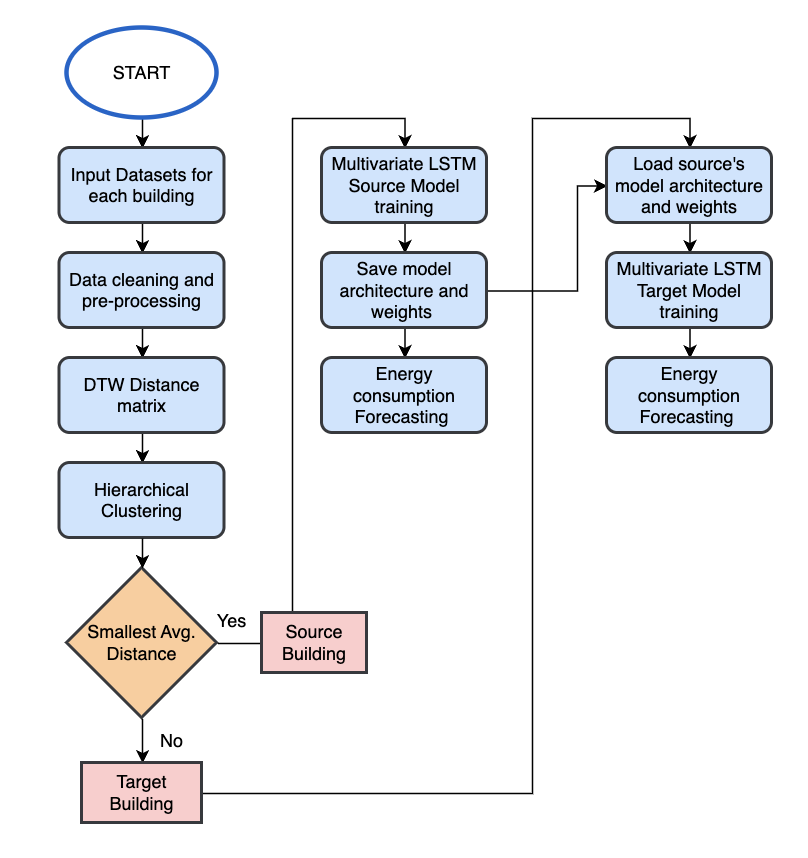 START
Input Datasets for
each building
Data cleaning and
pre-processing
DTW Distance
matrix
Hierarchical
Clustering
Smallest Avg.
Distance
Yes
Source
Building
No
Target
Building
Multivariate LSTM
Source Model
training
Save model
architecture and
weights
Energy
consumption
Forecasting
Load source's
model architecture
and weights
Multivariate LSTM
Target Model
training
Energy
consumption
Forecasting